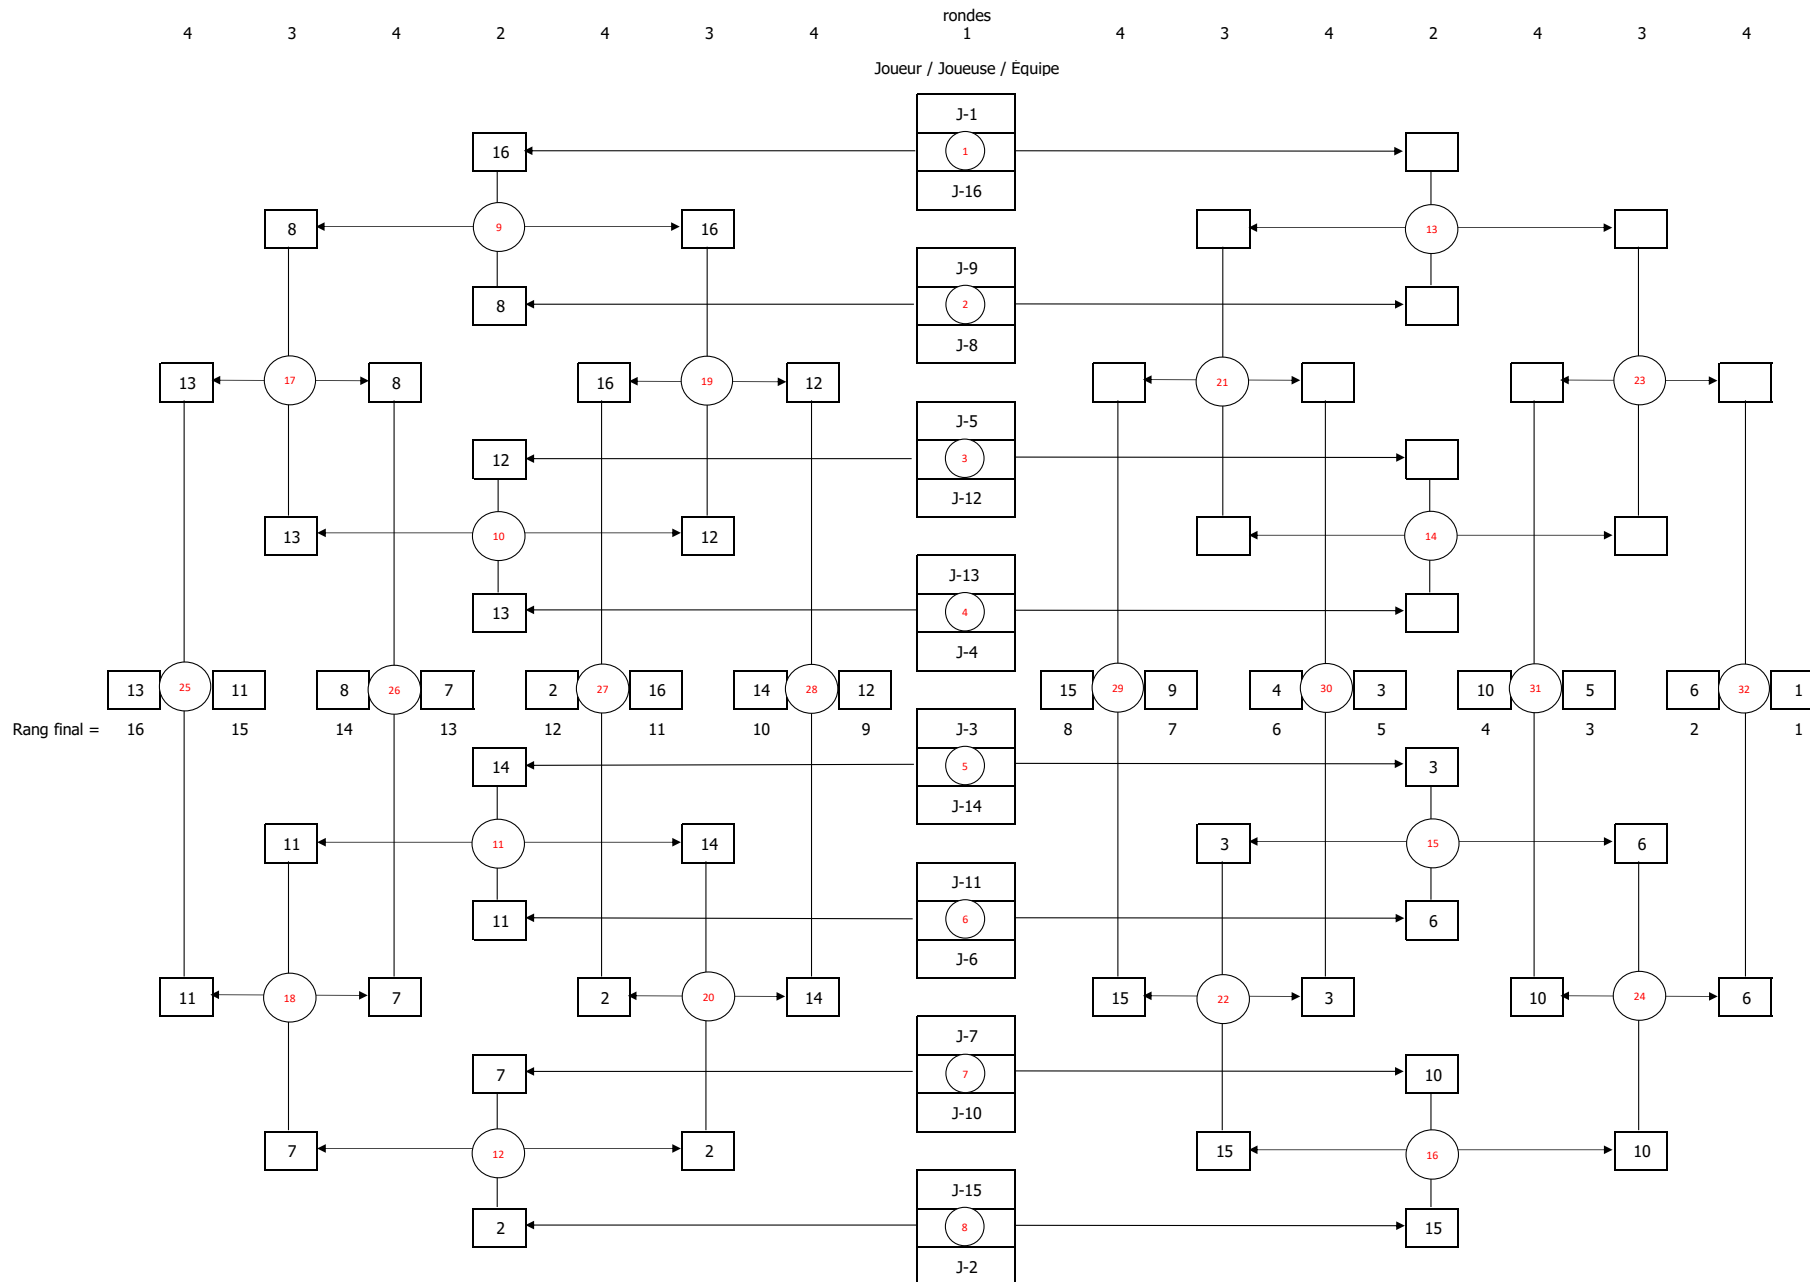 rondes
4 3 4 2 4 3 4 1 4 3 4 2 4 3 4
Joueur / Joueuse / Équipe
J-1
16 1
J-16
8 9 16 13
J-9
8 2
J-8
13 17 8 16 19 12 21 23
J-5
12 3
J-12
13 10 12 14
J-13
13 4
J-4
13 25 11 8 26 7 2 27 16 14 28 12 15 29 9 4 30 3 10 31 5 6 32 1
Rang final = 16 15 14 13 12 11 10 9 8 7 6 5 4 3 2 1
J-3
14 5 3
J-14
11 11 14 3 15 6
J-11
11 6 6
J-6
11 18 7 2 20 14 15 22 3 10 24 6
J-7
7 7 10
J-10
7 12 2 15 16 10
J-15
2 8 15
J-2